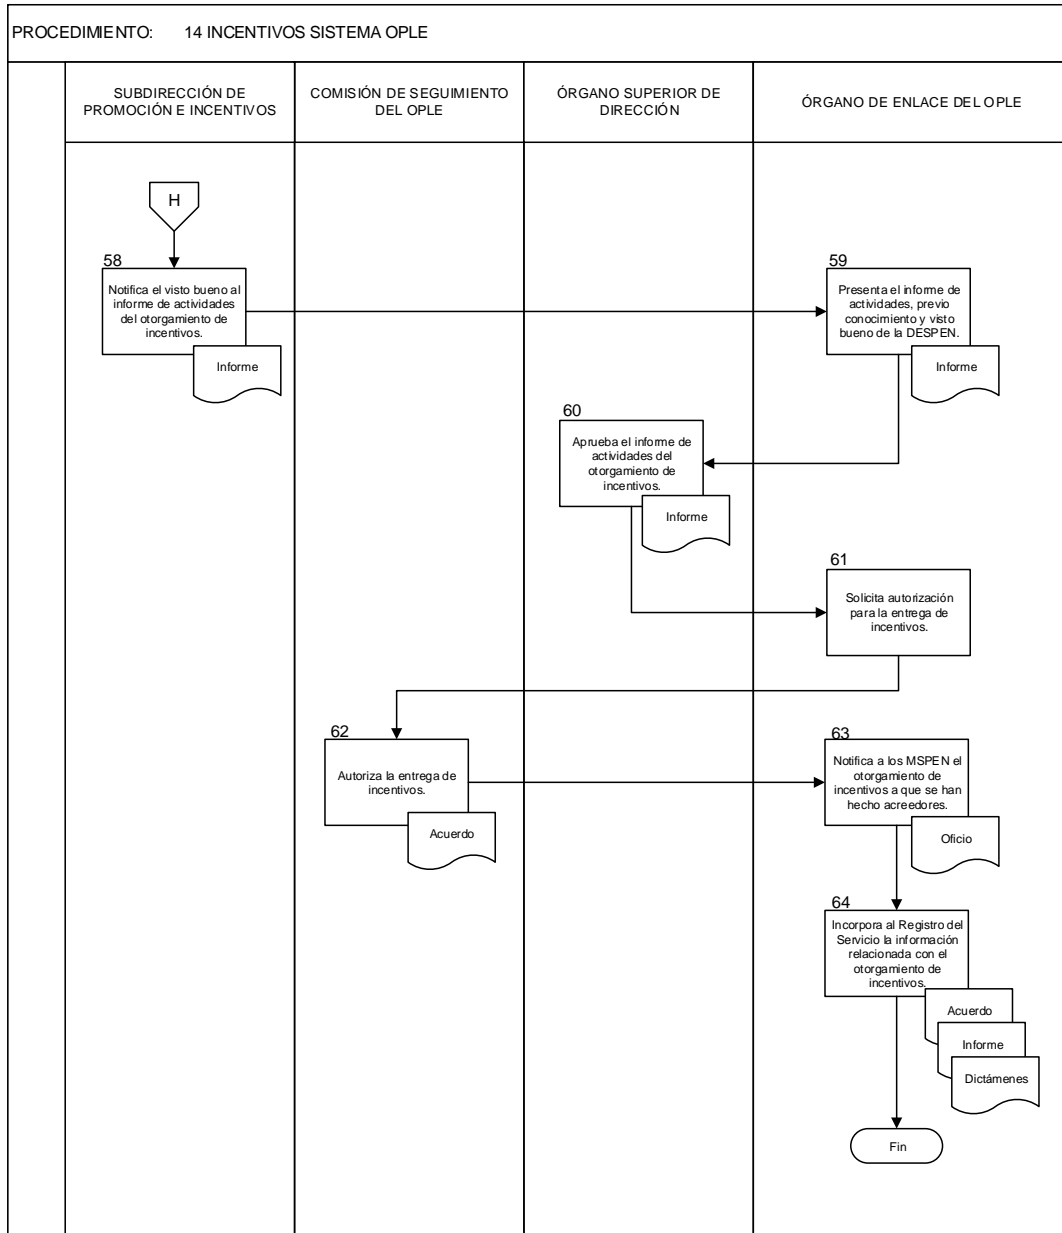 PROCEDIMIENTO: 14 INCENTIVOS SISTEMA OPLE
SUBDIRECCIÓN DE
PROMOCIÓN E INCENTIVOS
COMISIÓN DE SEGUIMIENTO
DEL OPLE
ÓRGANO SUPERIOR DE
DIRECCIÓN
ÓRGANO DE ENLACE DEL OPLE
H
58
Notifica el visto bueno al
informe de actividades
del otorgamiento de
incentivos.
Informe
59
Presenta el informe de
actividades, previo
conocimiento y visto
bueno de la DESPEN.
Informe
60
Aprueba el informe de
actividades del
otorgamiento de
incentivos.
Informe
61
Solicita autorización
para la entrega de
incentivos.
62
Autoriza la entrega de
incentivos.
Acuerdo
63
Notifica a los MSPEN el
otorgamiento de
incentivos a que se han
hecho acreedores.
Oficio
64
Incorpora al Registro del
Servicio la información
relacionada con el
otorgamiento de
incentivos.
Acuerdo
Informe
Dictámenes
Fin